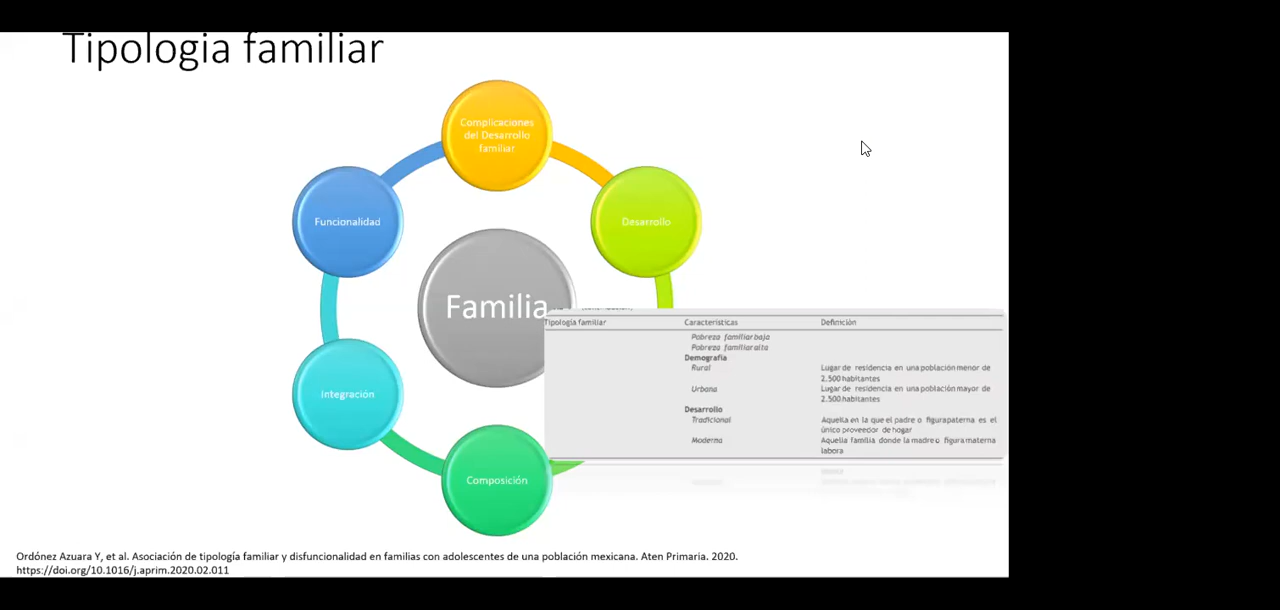 Tipologia familiar
Complicaciones
del Desarrollo
familiar
Funcionalidad
Desarrollo
Familia
Integración
Composición
Tipología familiar Características Definición
Pobreza familiar baja
Pobreza familiar alta
Demografía
Rural Lugar de residencia en una población menor de
2,500 habitantes
Urbana Lugar de residencia en una población mayor de
2,500 habitantes
Desarrollo
Tradicional Aquella en la que el padre o figura paterna es el
único proveedor de hogar
Moderna Aquella familia donde la madre o figura materna
labora
Ordónez Azuara Y, et al. Asociación de tipología familiar y disfuncionalidad en familias con adolescentes de una población mexicana. Aten Primaria. 2020.
https://doi.org/10.1016/j.aprim.2020.02.011